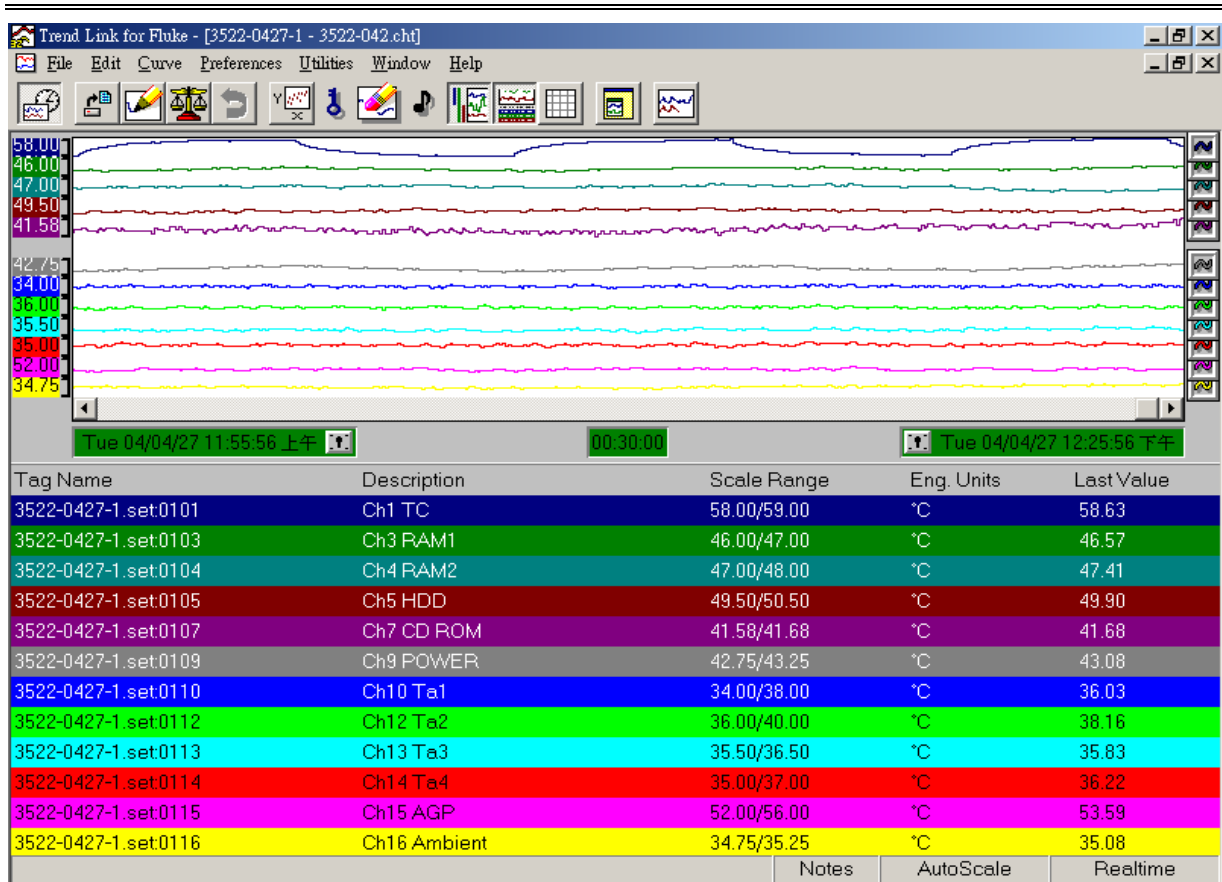 Trend Link for Fluke - [3522-0427-1 - 3522-042.cht]
File Edit Curve Preferences Utilities Window Help
58.00
46.00
47.00
49.50
41.58
42.75
34.00
36.00
35.50
35.00
52.00
34.75
Tue 04/04/27 11:55:56 上午 00:30:00 Tue 04/04/27 12:25:56 下午
Tag Name Description Scale Range Eng. Units Last Value
3522-0427-1.set:0101 Ch1 TC 58.00/59.00 °C 58.63
3522-0427-1.set:0103 Ch3 RAM1 46.00/47.00 °C 46.57
3522-0427-1.set:0104 Ch4 RAM2 47.00/48.00 °C 47.41
3522-0427-1.set:0105 Ch5 HDD 49.50/50.50 °C 49.90
3522-0427-1.set:0107 Ch7 CD ROM 41.58/41.68 °C 41.68
3522-0427-1.set:0109 Ch9 POWER 42.75/43.25 °C 43.08
3522-0427-1.set:0110 Ch10 Ta1 34.00/38.00 °C 36.03
3522-0427-1.set:0112 Ch12 Ta2 36.00/40.00 °C 38.16
3522-0427-1.set:0113 Ch13 Ta3 35.50/36.50 °C 35.83
3522-0427-1.set:0114 Ch14 Ta4 35.00/37.00 °C 36.22
3522-0427-1.set:0115 Ch15 AGP 52.00/56.00 °C 53.59
3522-0427-1.set:0116 Ch16 Ambient 34.75/35.25 °C 35.08
Notes AutoScale Realtime